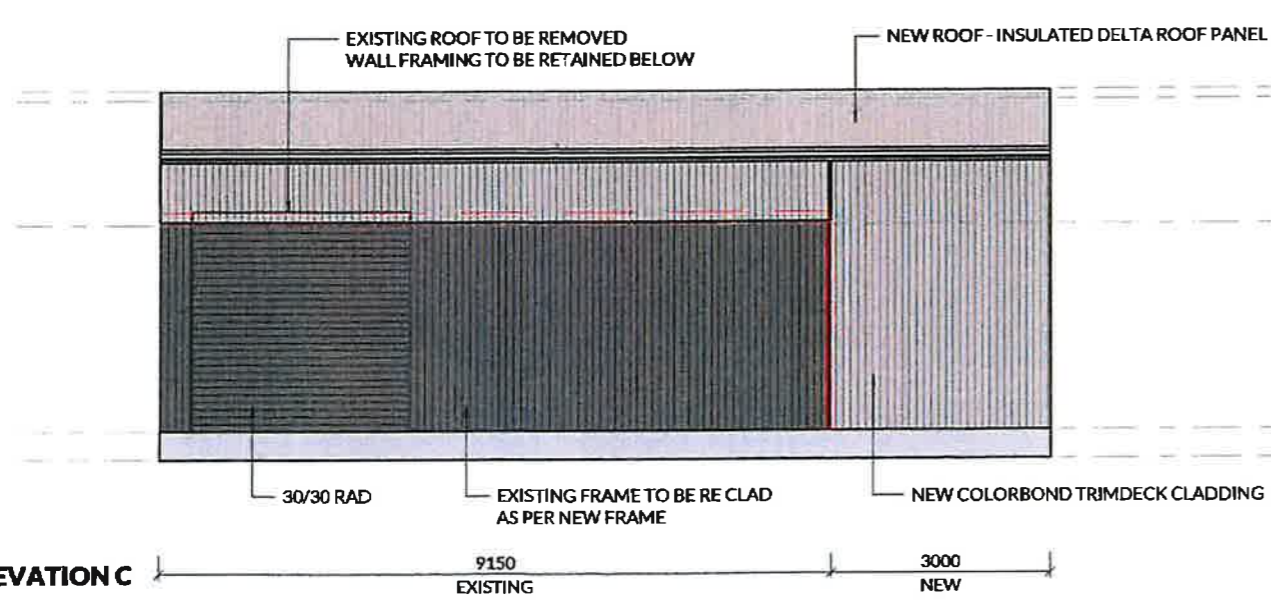 EXISTING ROOF TO BE REMOVED
WALL FRAMING TO BE RETAINED BELOW
NEW ROOF - INSULATED DELTA ROOF PANEL
30/30 RAD
EXISTING FRAME TO BE RE CLAD
AS PER NEW FRAME
NEW COLORBOND TRIMDECK CLADDING
EVATION C
9150
EXISTING
3000
NEW